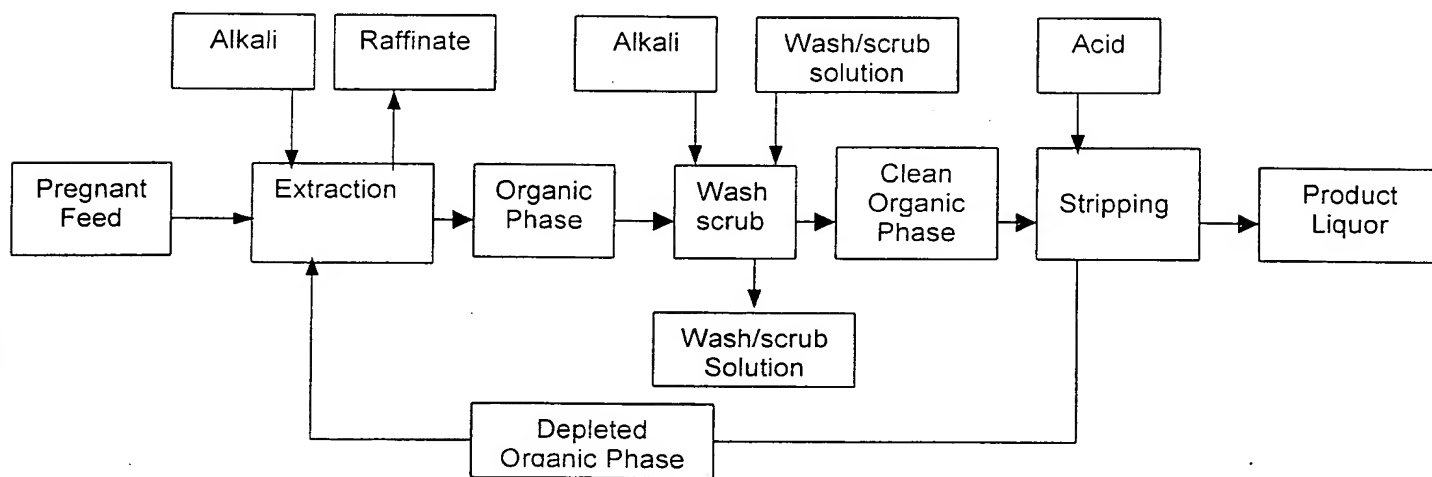 Alkali
Raffinate
Alkali
Wash/scrub
solution
Acid
Pregnant
Feed
Extraction
Organic
Phase
Wash
scrub
Clean
Organic
Phase
Stripping
Product
Liquor
Wash/scrub
Solution
Depleted
Organic Phase